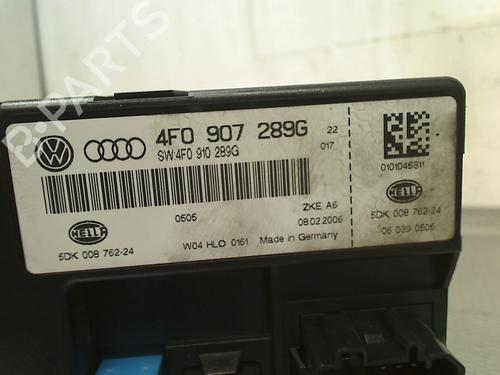 B-PARTS
4F0 907 289G
SW:4F0 910 289G
22
017
0101045311
0505
ZKE A6
08.02.2006
HELLA
5DK 008 762-24
W04 HLO 0161
Made in Germany
HELLA
5DK 008 762-24
06 039 0505